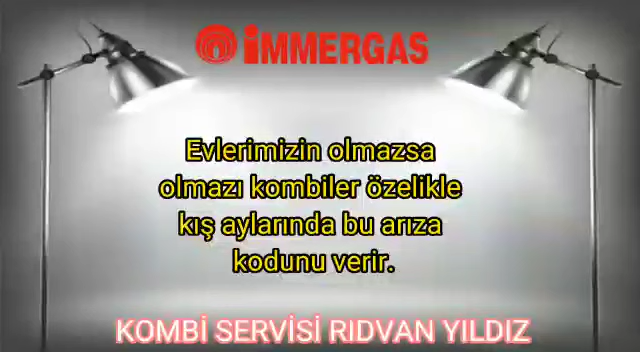 İMMERGAS
Evlerimizin olmazsa
olmazı kombiler özelikle
kış aylarında bu arıza
kodunu verir.
KOMBİ SERVİSİ RIDVAN YILDIZ